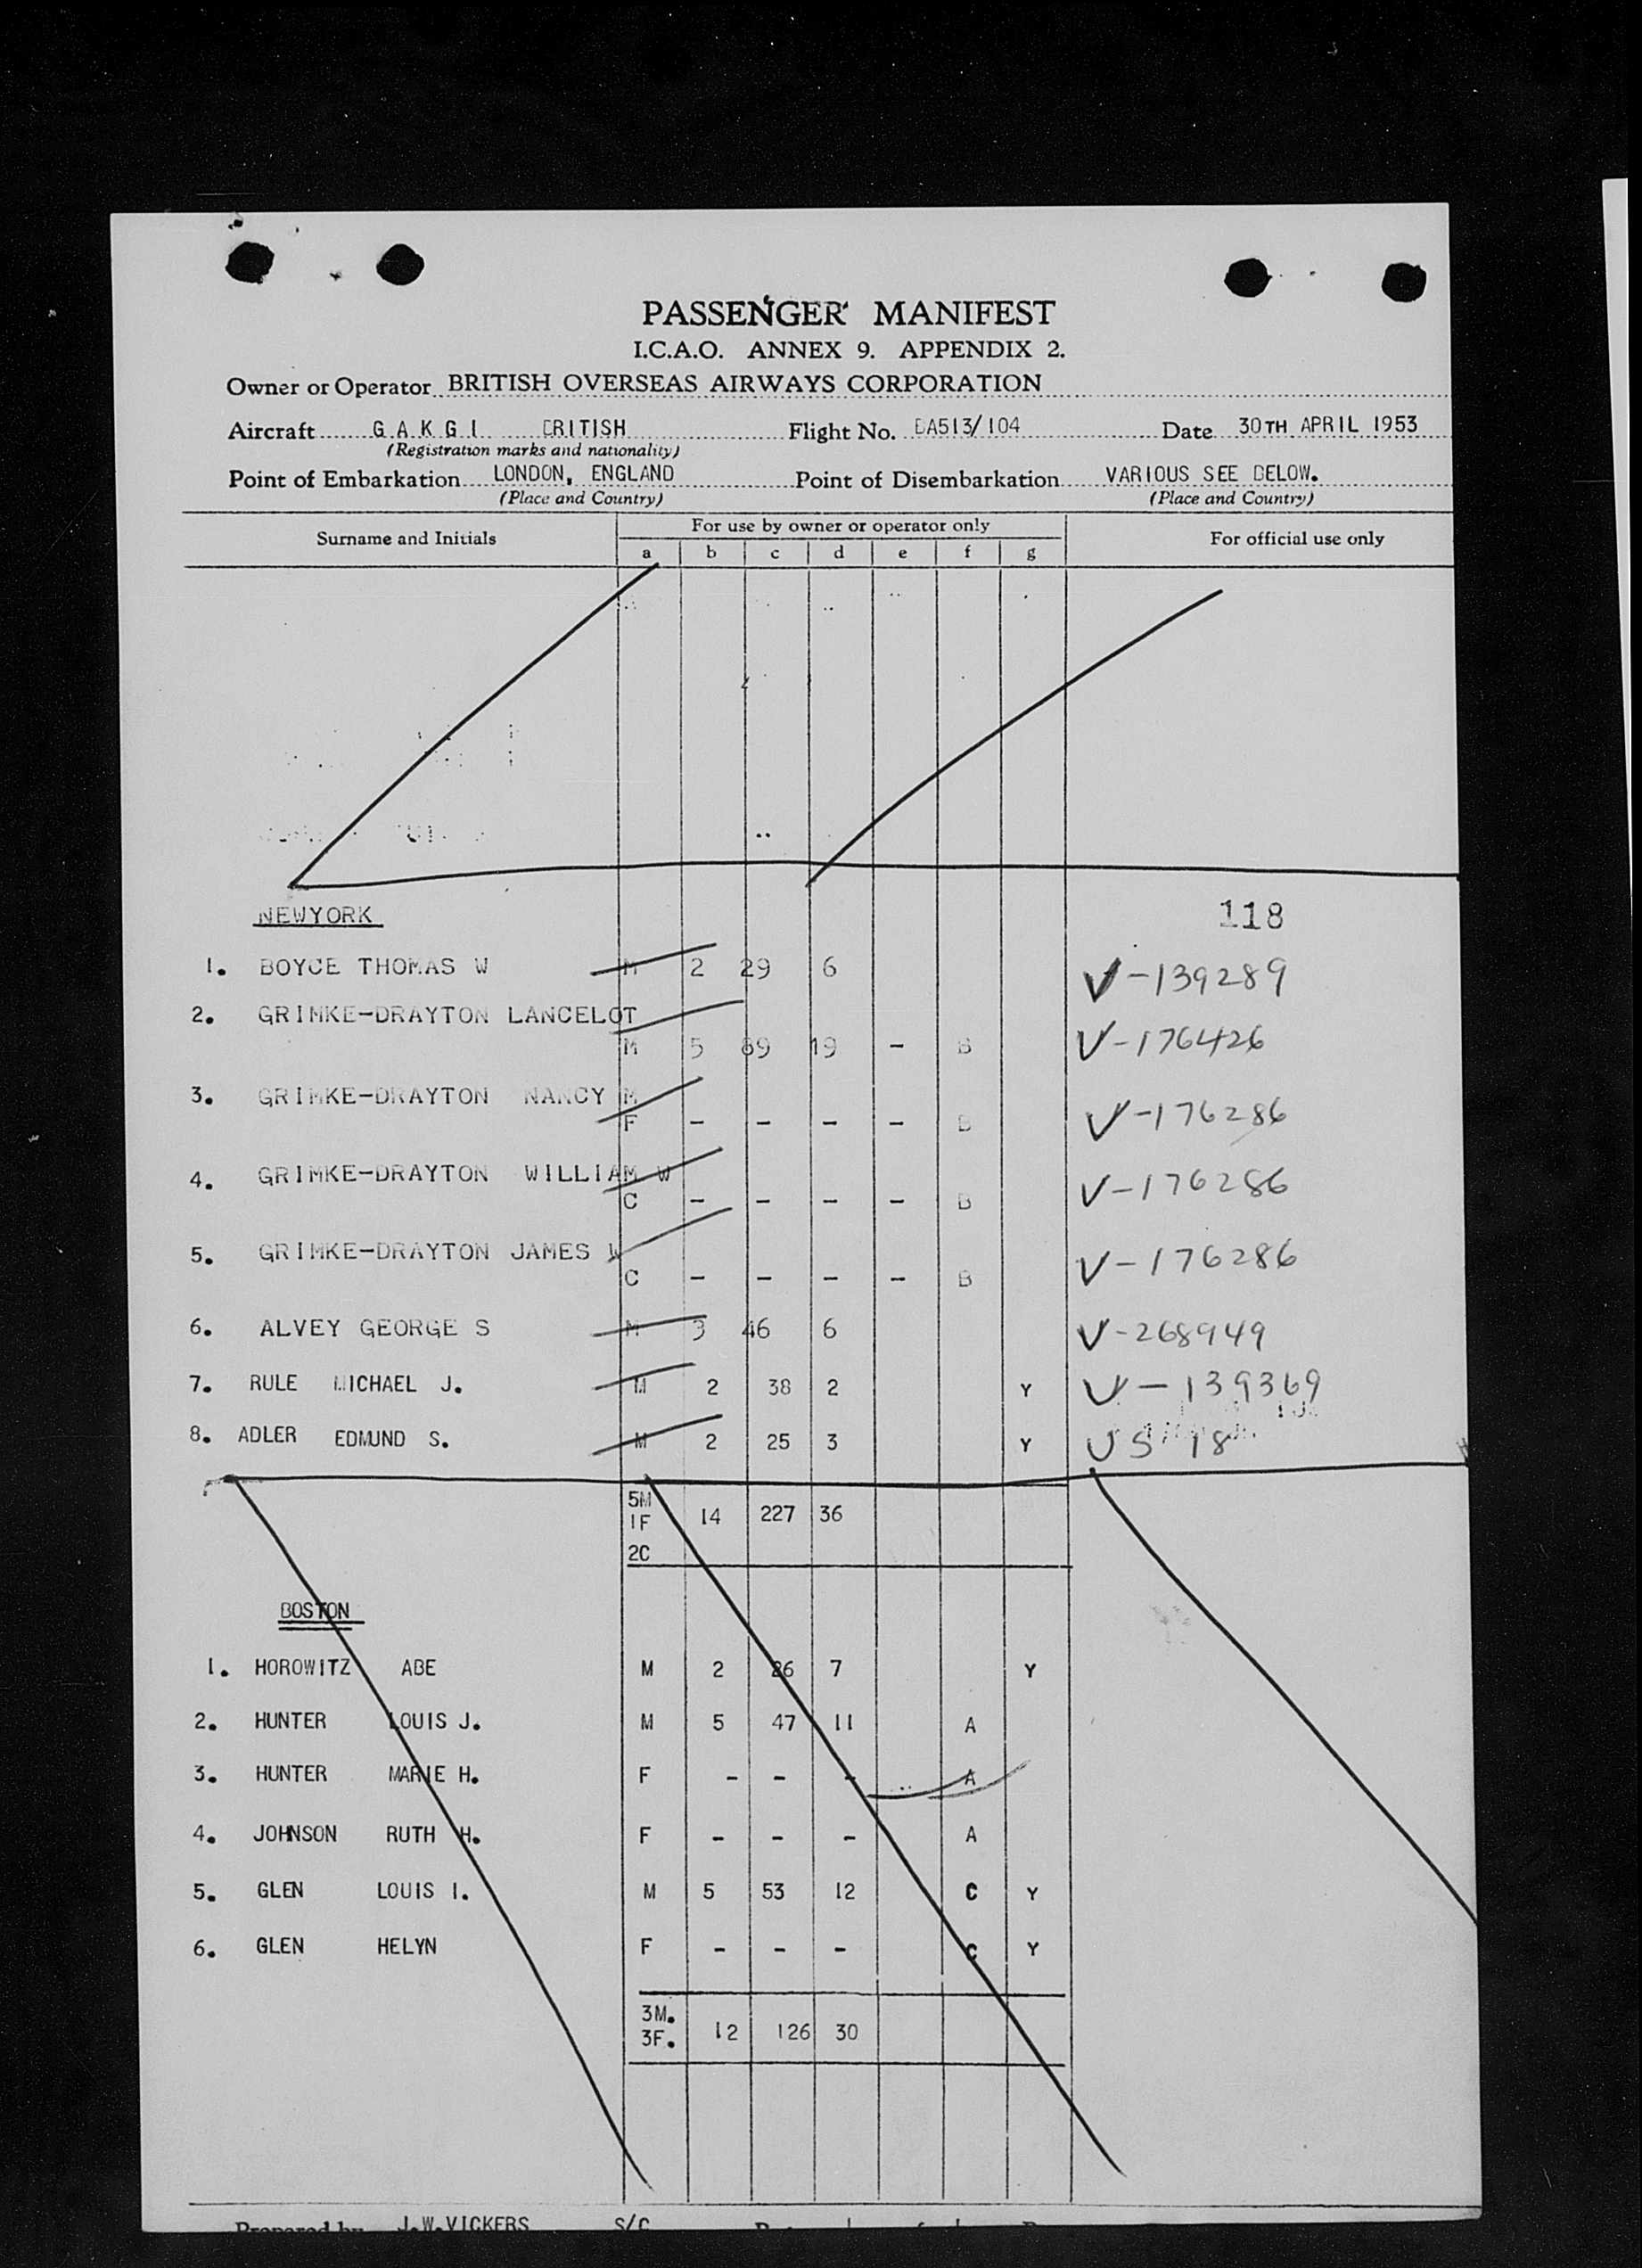 PASSENGER MANIFEST
I.C.A.O. ANNEX 9. APPENDIX 2.
Owner or Operator BRITISH OVERSEAS AIRWAYS CORPORATION
Aircraft G A K G I BRITISH Flight No. BA513/104 Date 30TH APRIL 1953
(Registration marks and nationality)
Point of Embarkation LONDON, ENGLAND Point of Disembarkation VARIOUS SEE BELOW.
(Place and Country) (Place and Country)
Surname and Initials For use by owner or operator only For official use only
a b c d e f g
NEWYORK 118
1. BOYCE THOMAS W M 2 29 6 V-139289
2. GRIMKE-DRAYTON LANCELOT
M 5 89 19 - B V-176426
3. GRIMKE-DRAYTON NANCY M
F - - - - B V-176286
4. GRIMKE-DRAYTON WILLIAM W
C - - - - B V-176286
5. GRIMKE-DRAYTON JAMES W
C - - - - B V-176286
6. ALVEY GEORGE S M 3 46 6 V-268949
7. RULE MICHAEL J. M 2 38 2 Y V-139369
8. ADLER EDMUND S. M 2 25 3 Y US 18
5M
1F 14 227 36
2C
BOSTON
1. HOROWITZ ABE M 2 26 7 Y
2. HUNTER LOUIS J. M 5 47 11 A
3. HUNTER MARIE H. F - - - A
4. JOHNSON RUTH H. F - - - A
5. GLEN LOUIS I. M 5 53 12 C Y
6. GLEN HELYN F - - - C Y
3M.
3F. 12 126 30
Prepared by J.W.VICKERS S/C